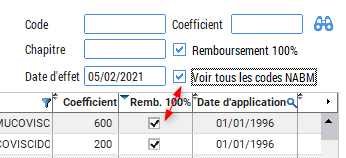 Code Coefficient
Chapitre Remboursement 100%
Date d'effet 05/02/2021 Voir tous les codes NABM
Coefficient Remb. 100% Date d'application
MUCOVISC 600 01/01/1996
COVISCIDO 200 01/01/1996